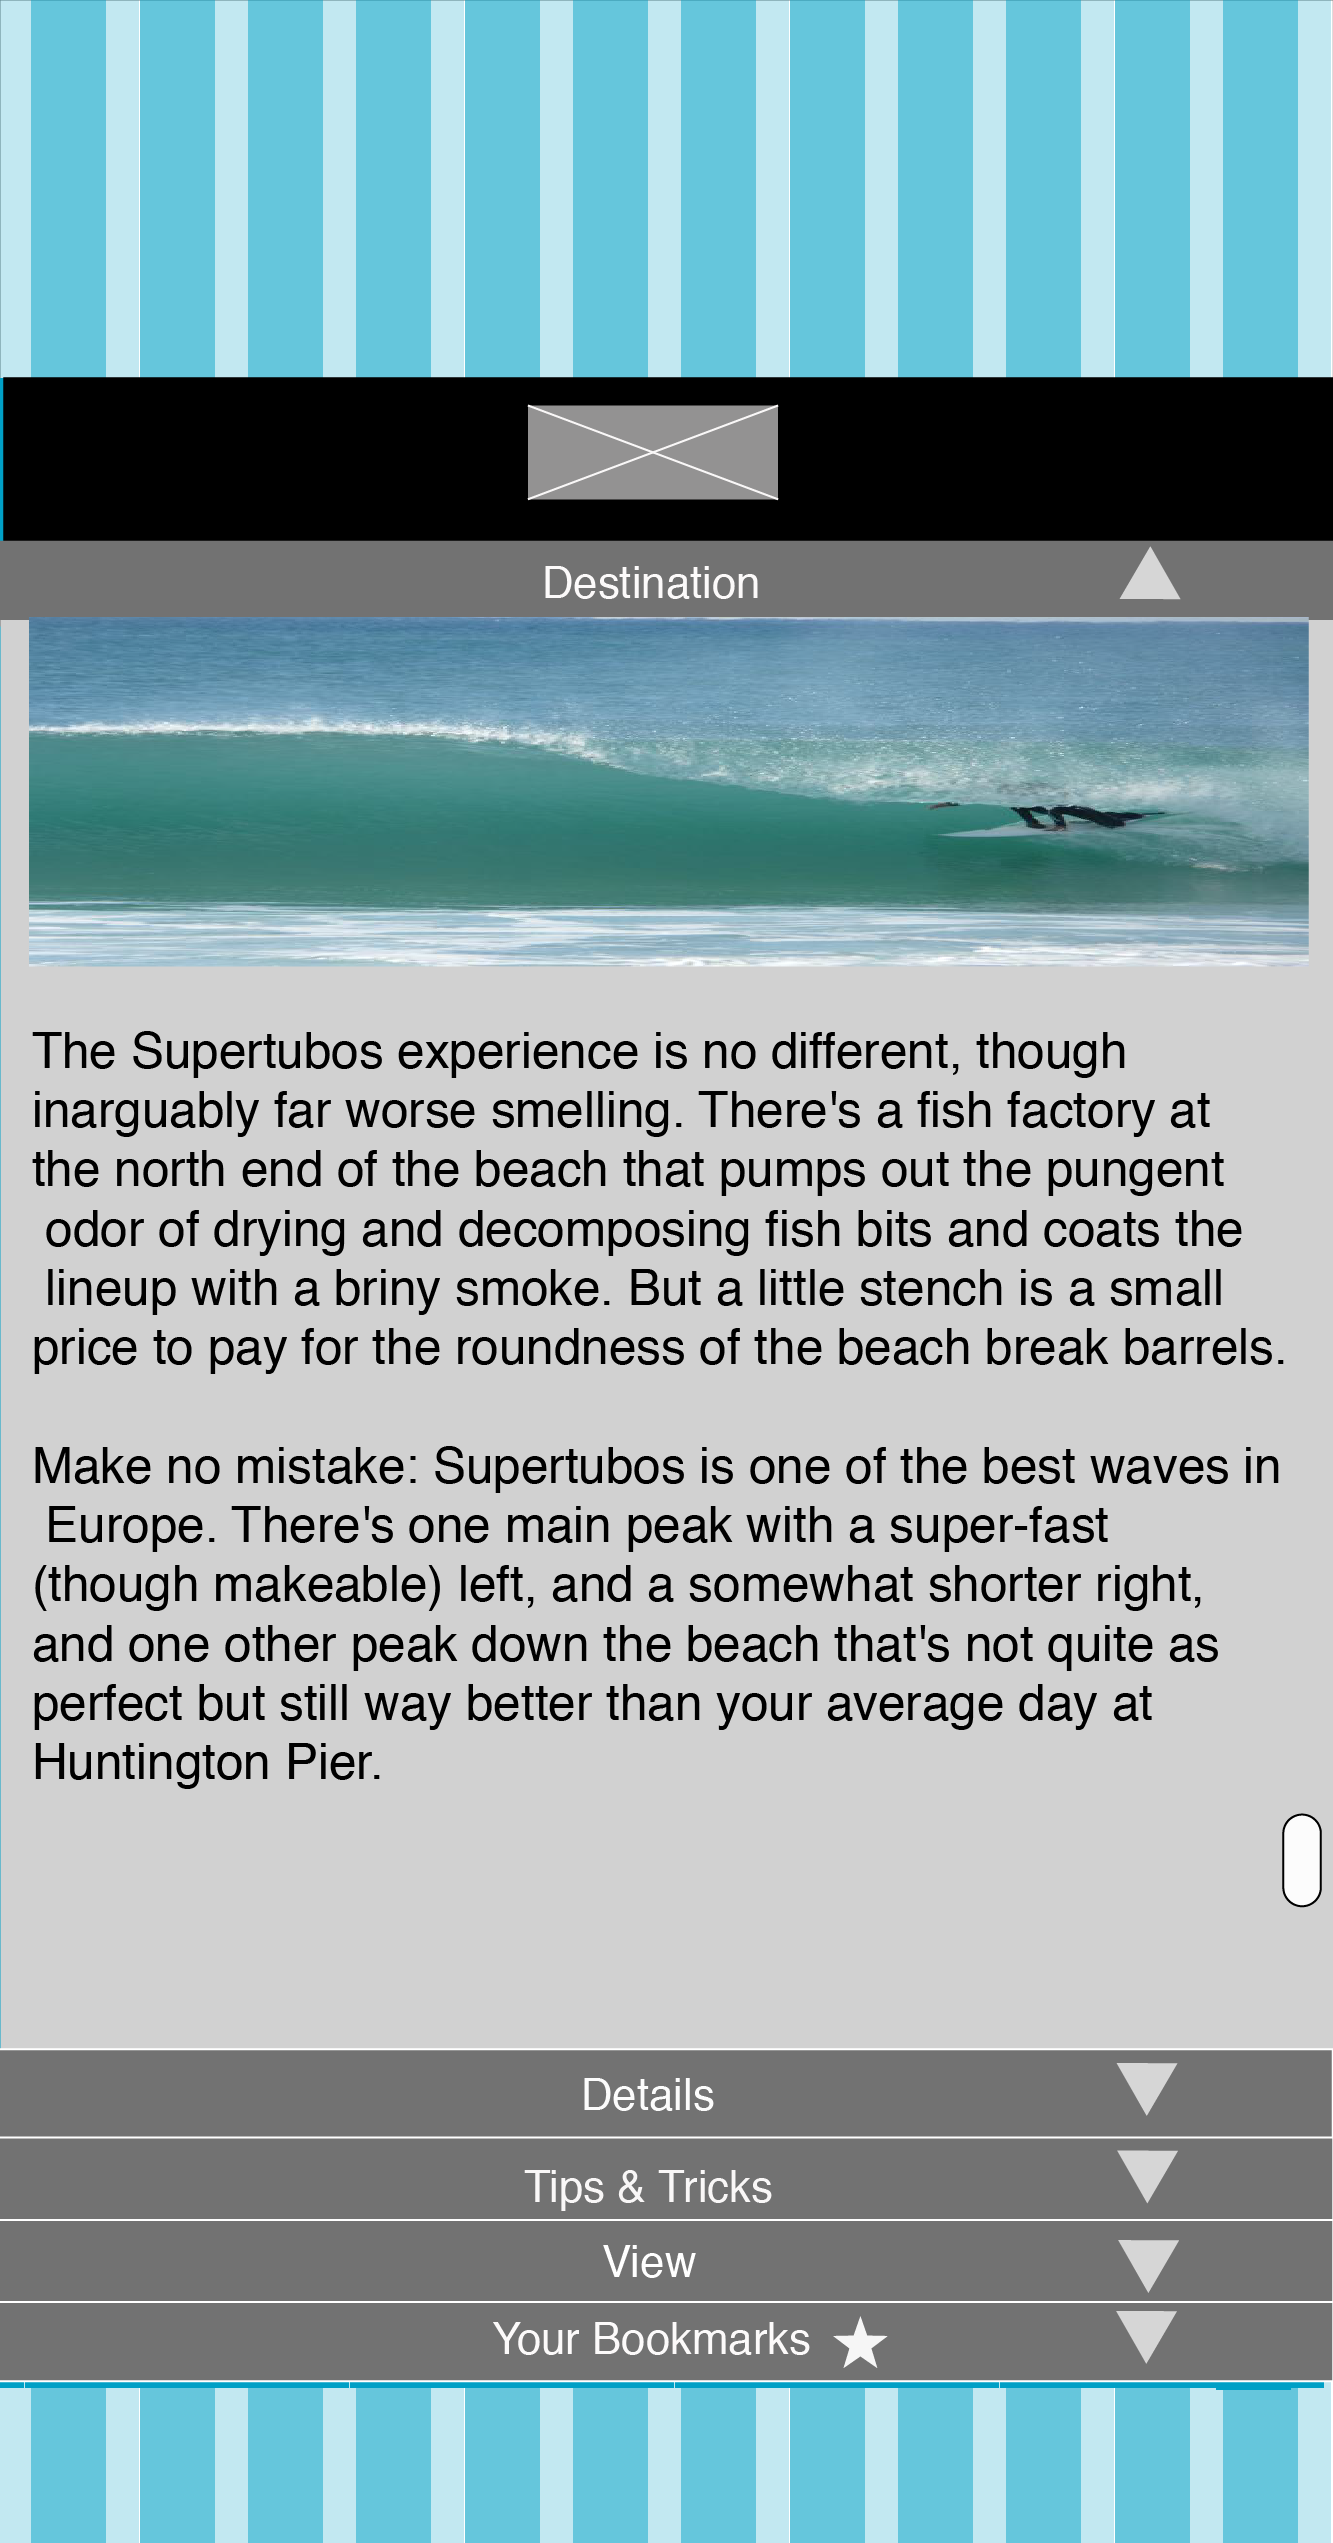 Destination
The Supertubos experience is no different, though
inarguably far worse smelling. There's a fish factory at
the north end of the beach that pumps out the pungent
odor of drying and decomposing fish bits and coats the
lineup with a briny smoke. But a little stench is a small
price to pay for the roundness of the beach break barrels.
Make no mistake: Supertubos is one of the best waves in
Europe. There's one main peak with a super-fast
(though makeable) left, and a somewhat shorter right,
and one other peak down the beach that's not quite as
perfect but still way better than your average day at
Huntington Pier.
Details
Tips & Tricks
View
Your Bookmarks